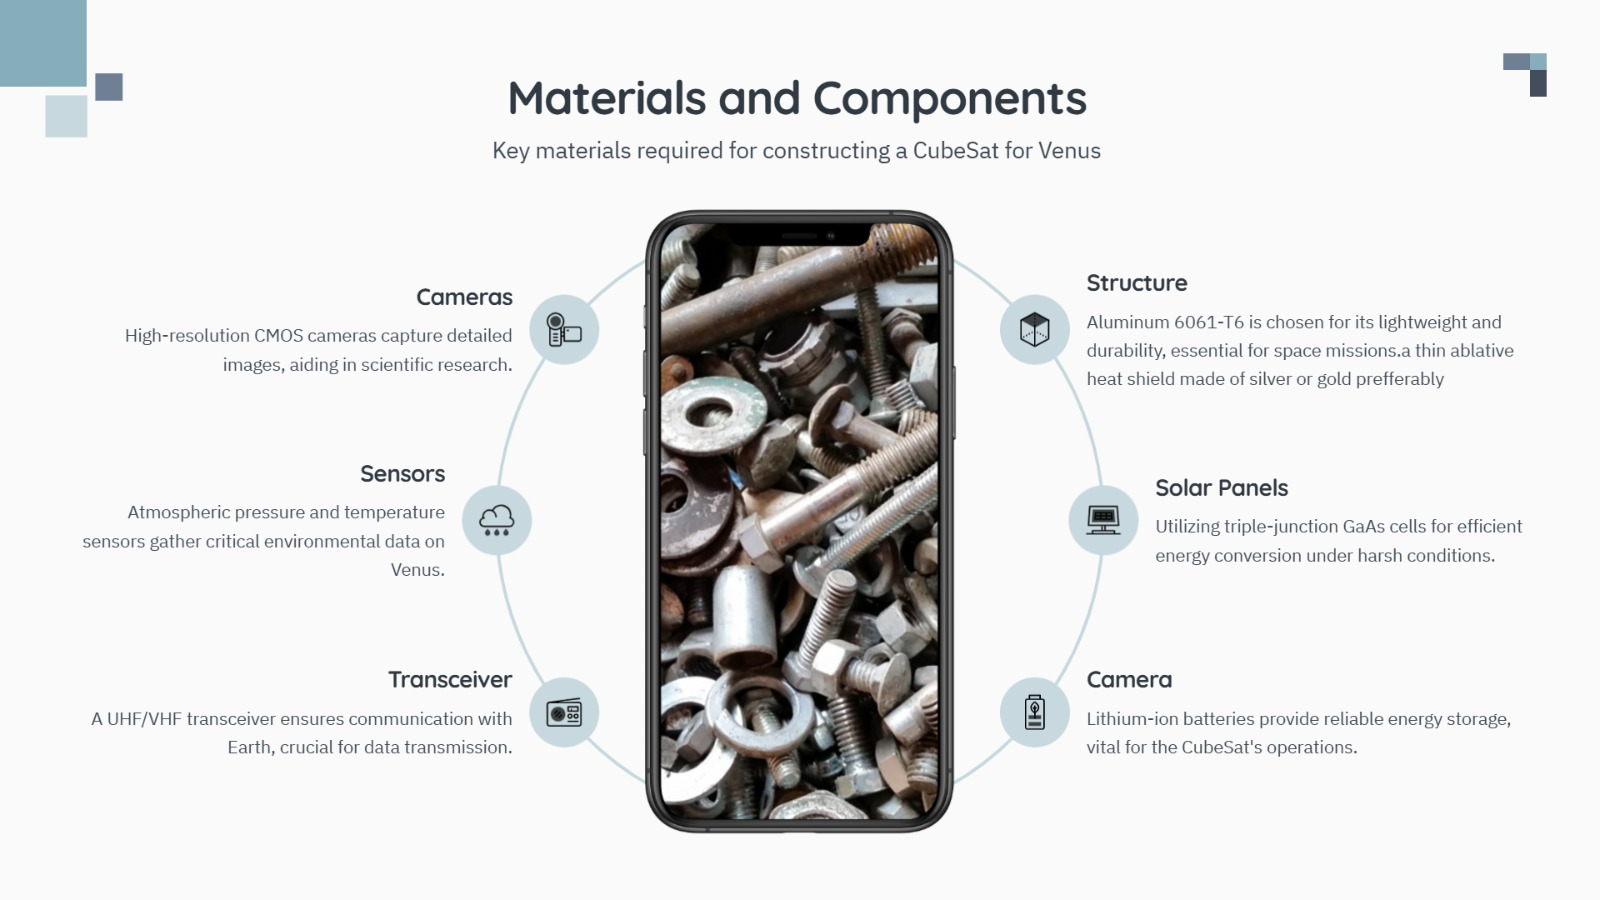 Materials and Components
Key materials required for constructing a CubeSat for Venus
Cameras
High-resolution CMOS cameras capture detailed
images, aiding in scientific research.
Sensors
Atmospheric pressure and temperature
sensors gather critical environmental data on
Venus.
Transceiver
A UHF/VHF transceiver ensures communication with
Earth, crucial for data transmission.
Structure
Aluminum 6061-T6 is chosen for its lightweight and
durability, essential for space missions.a thin ablative
heat shield made of silver or gold prefferably
Solar Panels
Utilizing triple-junction GaAs cells for efficient
energy conversion under harsh conditions.
Camera
Lithium-ion batteries provide reliable energy storage,
vital for the CubeSat's operations.